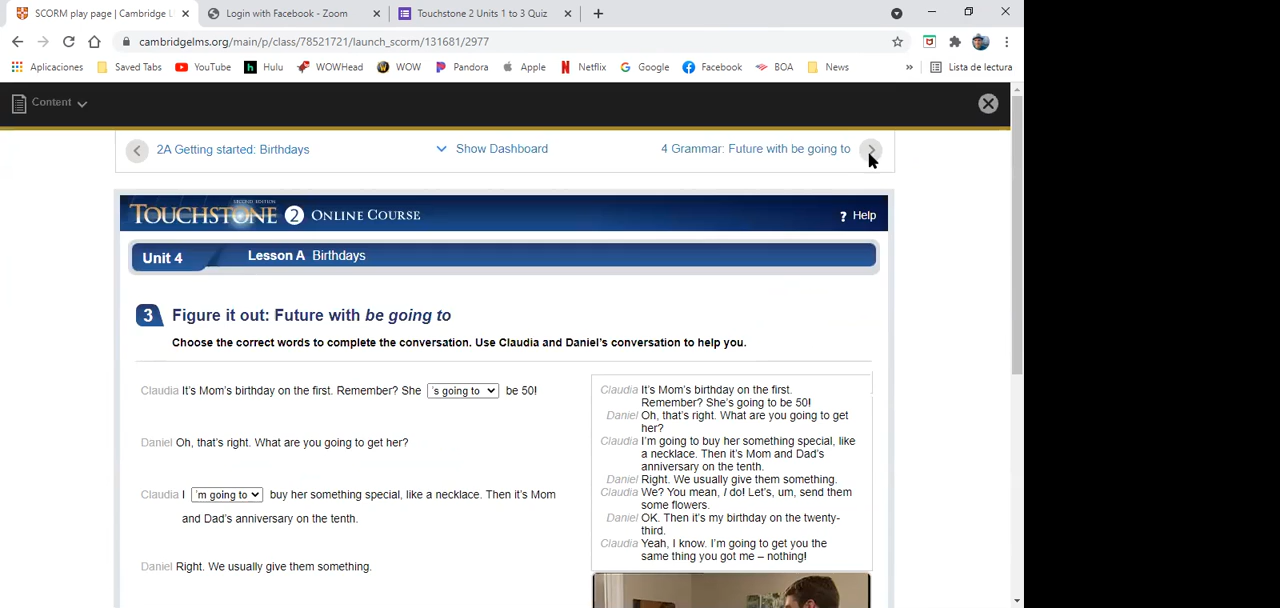 SCORM play page | Cambridge L
Login with Facebook - Zoom
Touchstone 2 Units 1 to 3 Quiz
cambridgelms.org/main/p/class/78521721/launch_scorm/131681/2977
Aplicaciones
Saved Tabs
YouTube
Hulu
WOWHead
WOW
Pandora
Apple
Netflix
Google
Facebook
BOA
News
»
Lista de lectura
Content
2A Getting started: Birthdays
Show Dashboard
4 Grammar: Future with be going to
SECOND EDITION
TOUCHSTONE 2 ONLINE COURSE
? Help
Unit 4
Lesson A Birthdays
3 Figure it out: Future with be going to
Choose the correct words to complete the conversation. Use Claudia and Daniel's conversation to help you.
Claudia It's Mom's birthday on the first. Remember? She 's going to be 50!
Daniel Oh, that's right. What are you going to get her?
Claudia I 'm going to buy her something special, like a necklace. Then it's Mom
and Dad's anniversary on the tenth.
Daniel Right. We usually give them something.
Claudia It's Mom's birthday on the first.
Remember? She's going to be 50!
Daniel Oh, that's right. What are you going to get
her?
Claudia I'm going to buy her something special, like
a necklace. Then it's Mom and Dad's
anniversary on the tenth.
Daniel Right. We usually give them something.
Claudia We? You mean, I do! Let's, um, send them
some flowers.
Daniel OK. Then it's my birthday on the twenty-
third.
Claudia Yeah, I know. I'm going to get you the
same thing you got me – nothing!